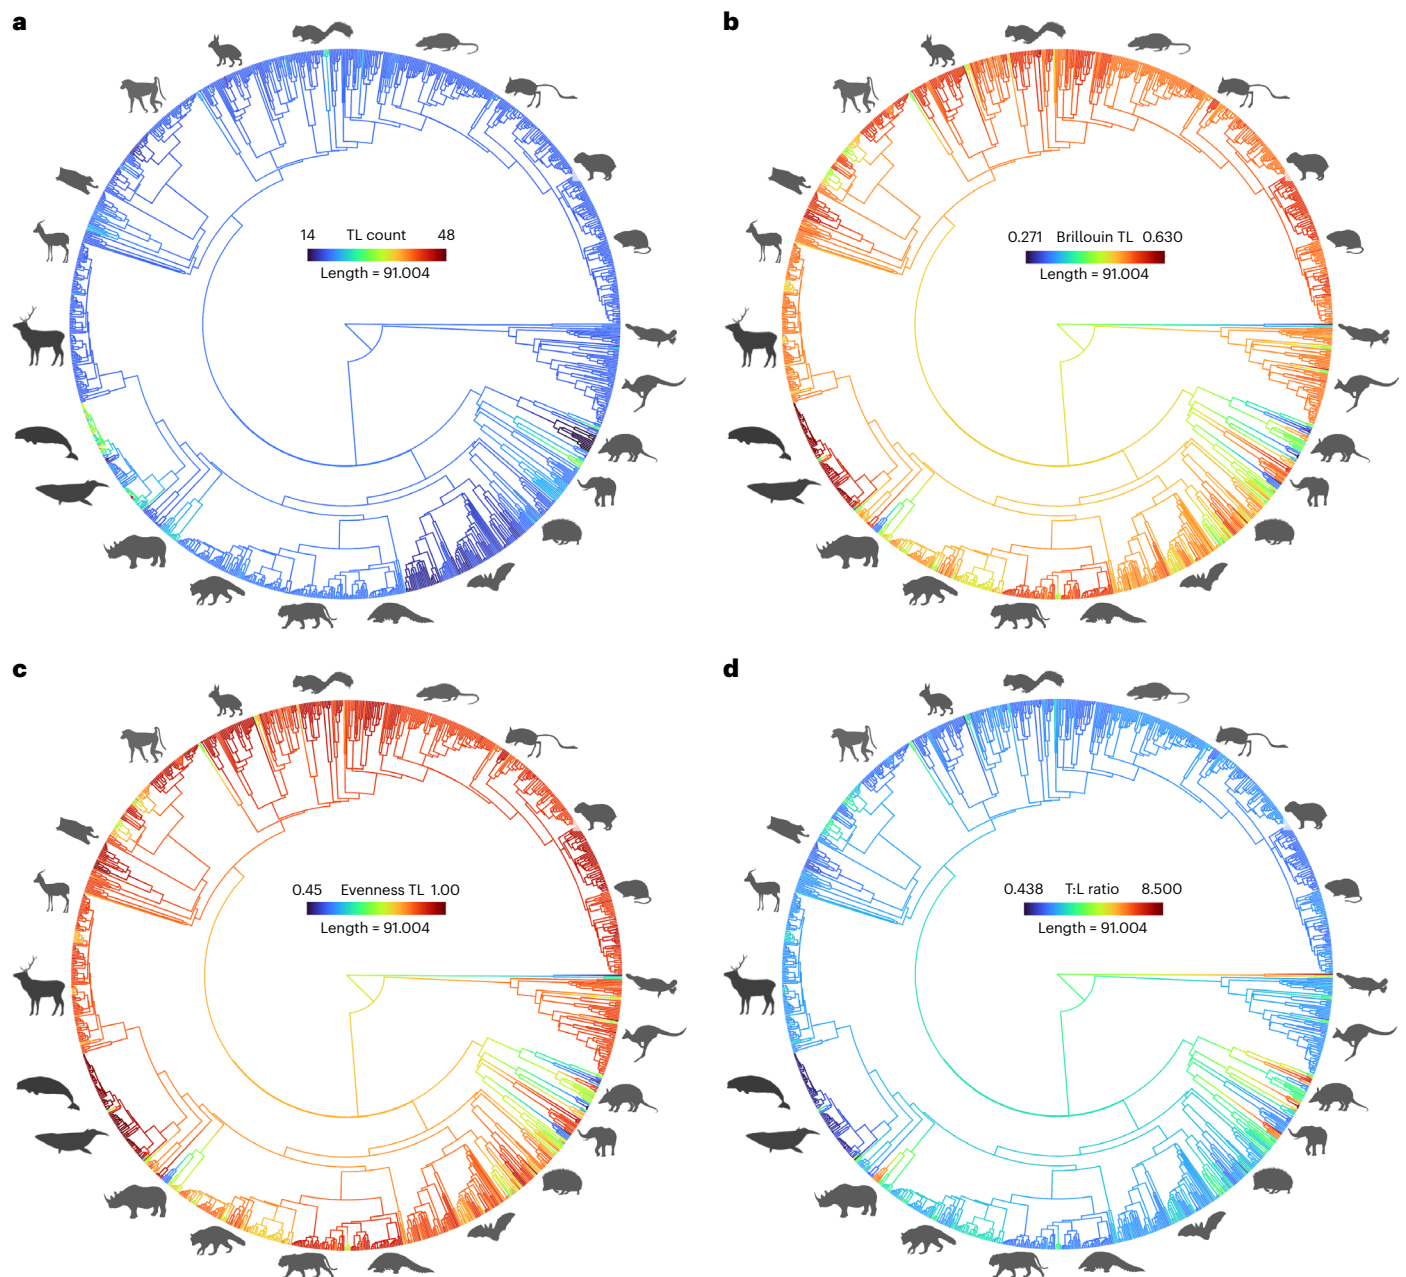 a
b
14 TL count 48
Length = 91.004
0.271 Brillouin TL 0.630
Length = 91.004
c
d
0.45 Evenness TL 1.00
Length = 91.004
0.438 T:L ratio 8.500
Length = 91.004